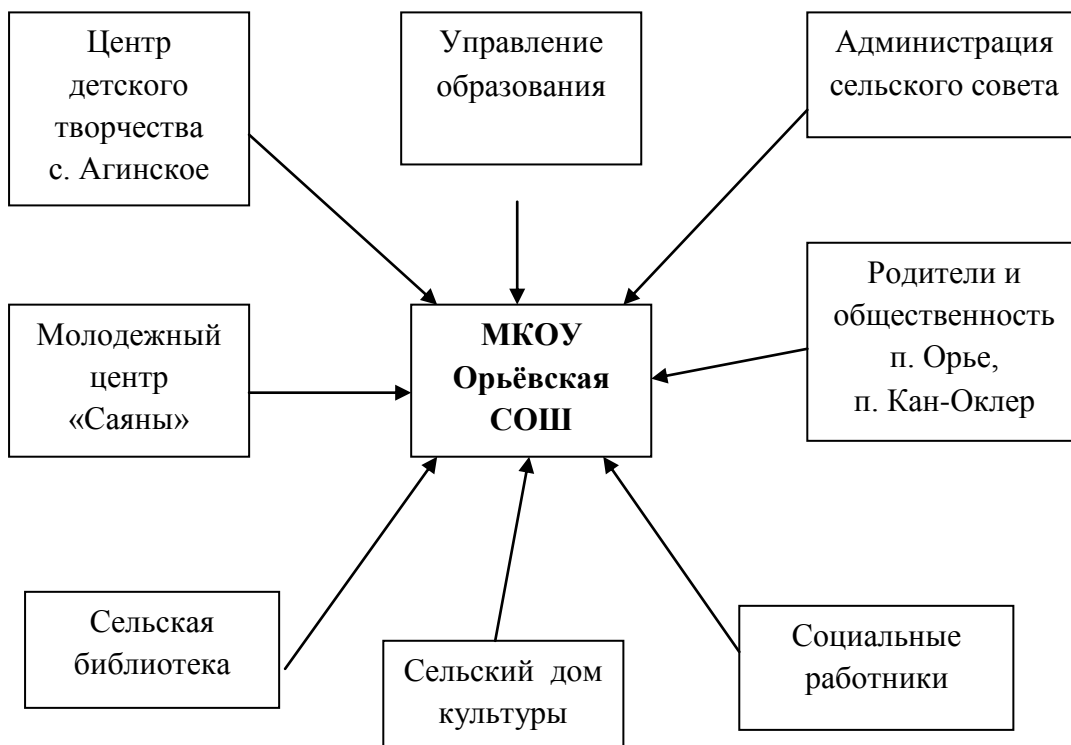 Центр
детского
творчества
с. Агинское
Управление
образования
Администрация
сельского совета
Молодежный
центр
«Саяны»
МКОУ
Орьёвская
СОШ
Родители и
общественность
п. Орье,
п. Кан-Оклер
Сельская
библиотека
Сельский дом
культуры
Социальные
работники